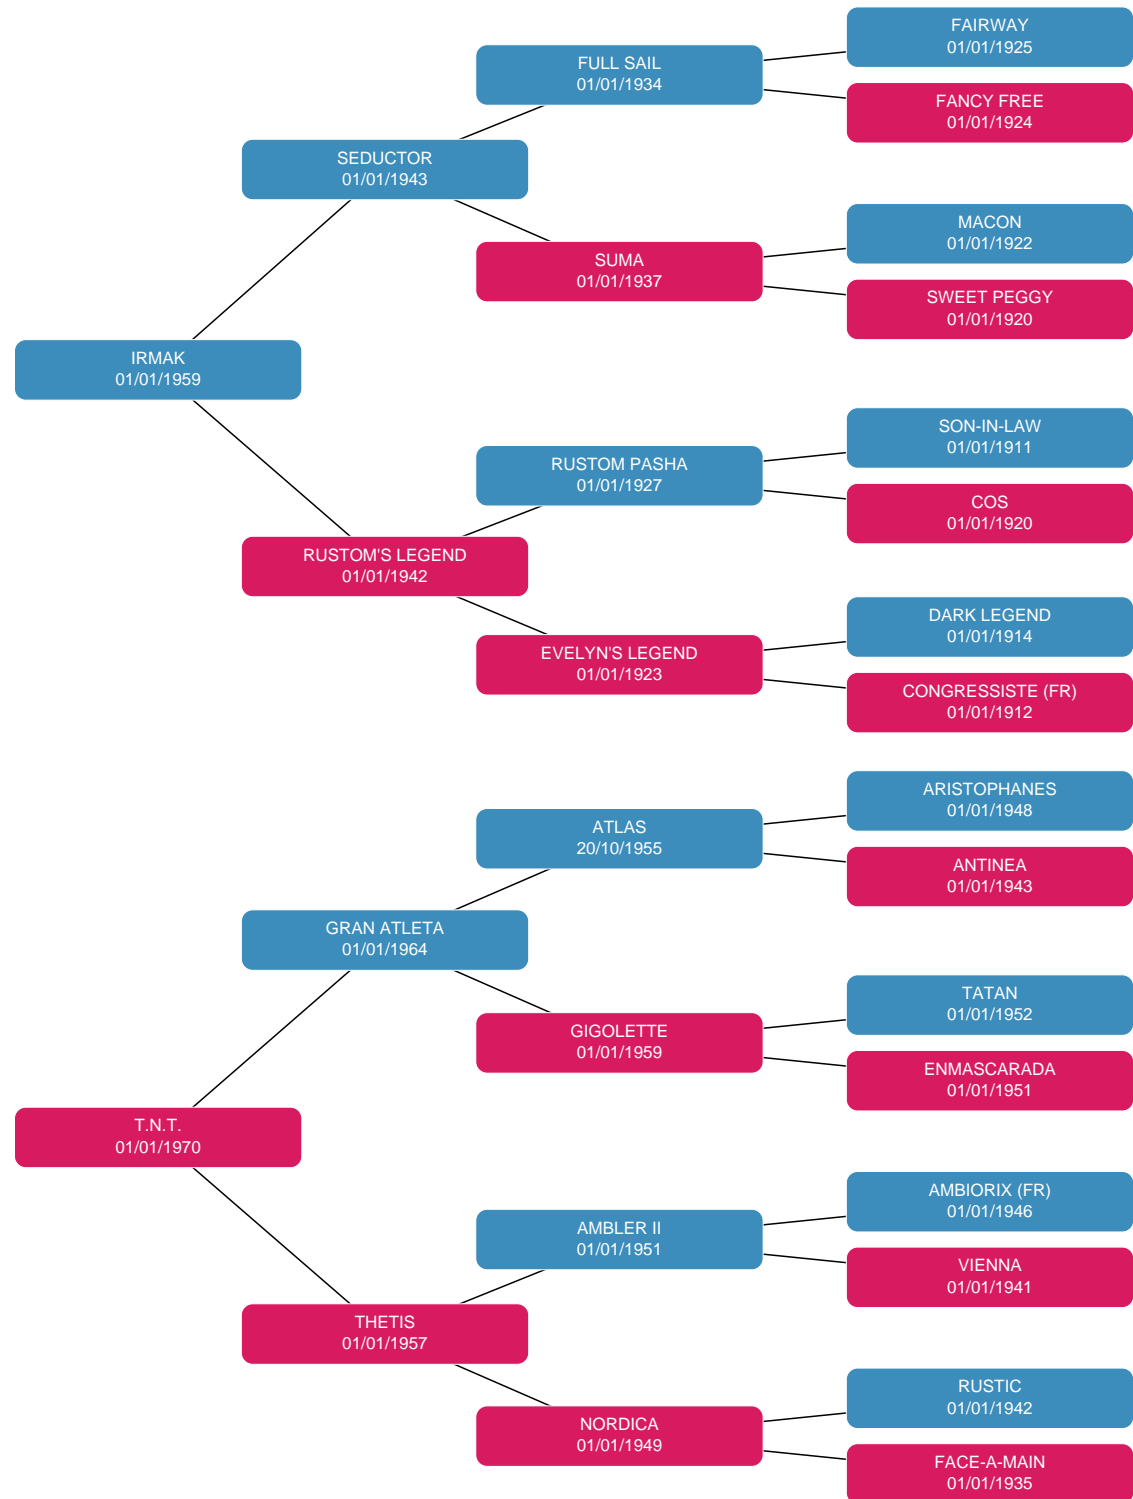 FAIRWAY
01/01/1925
FULL SAIL
01/01/1934
FANCY FREE
01/01/1924
SEDUCTOR
01/01/1943
MACON
01/01/1922
SUMA
01/01/1937
SWEET PEGGY
01/01/1920
IRMAK
01/01/1959
SON-IN-LAW
01/01/1911
RUSTOM PASHA
01/01/1927
COS
01/01/1920
RUSTOM'S LEGEND
01/01/1942
DARK LEGEND
01/01/1914
EVELYN'S LEGEND
01/01/1923
CONGRESSISTE (FR)
01/01/1912
ARISTOPHANES
01/01/1948
ATLAS
20/10/1955
ANTINEA
01/01/1943
GRAN ATLETA
01/01/1964
TATAN
01/01/1952
GIGOLETTE
01/01/1959
ENMASCARADA
01/01/1951
T.N.T.
01/01/1970
AMBIORIX (FR)
01/01/1946
AMBLER II
01/01/1951
VIENNA
01/01/1941
THETIS
01/01/1957
RUSTIC
01/01/1942
NORDICA
01/01/1949
FACE-A-MAIN
01/01/1935